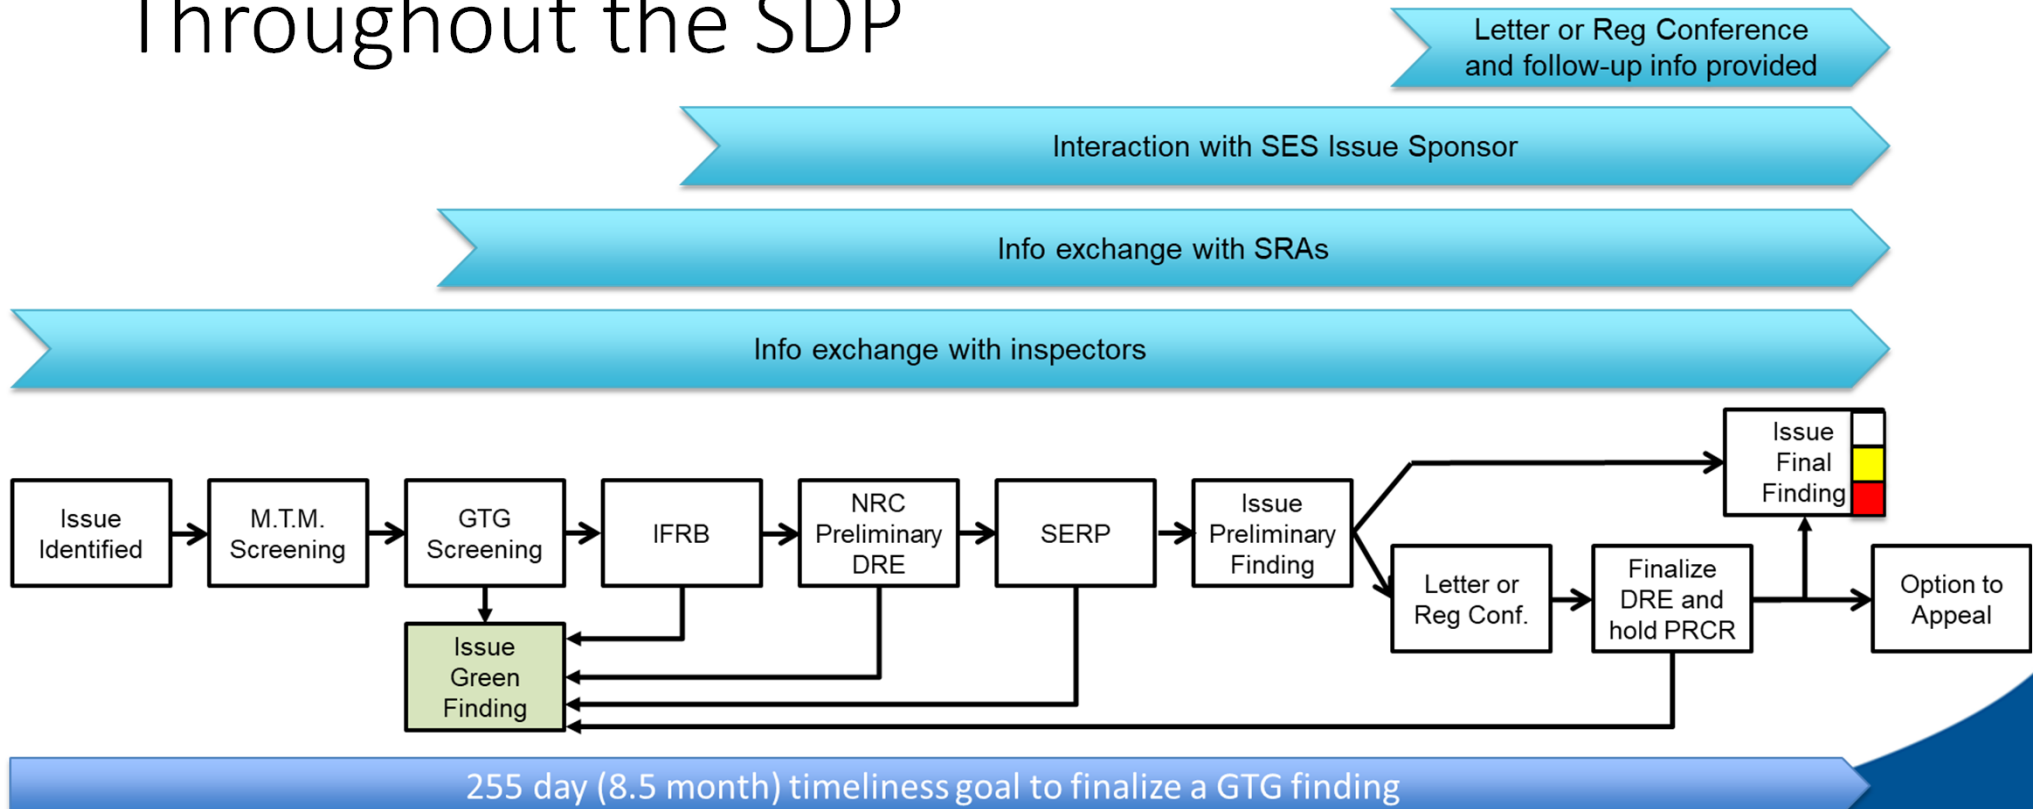 Throughout the SDP
Letter or Reg Conference
and follow-up info provided
Interaction with SES Issue Sponsor
Info exchange with SRAs
Info exchange with inspectors
Issue
Identified
M.T.M.
Screening
GTG
Screening
IFRB
NRC
Preliminary
DRE
SERP
Issue
Preliminary
Finding
Issue
Final
Finding
Letter or
Reg Conf.
Finalize
DRE and
hold PRCR
Option to
Appeal
Issue
Green
Finding
255 day (8.5 month) timeliness goal to finalize a GTG finding